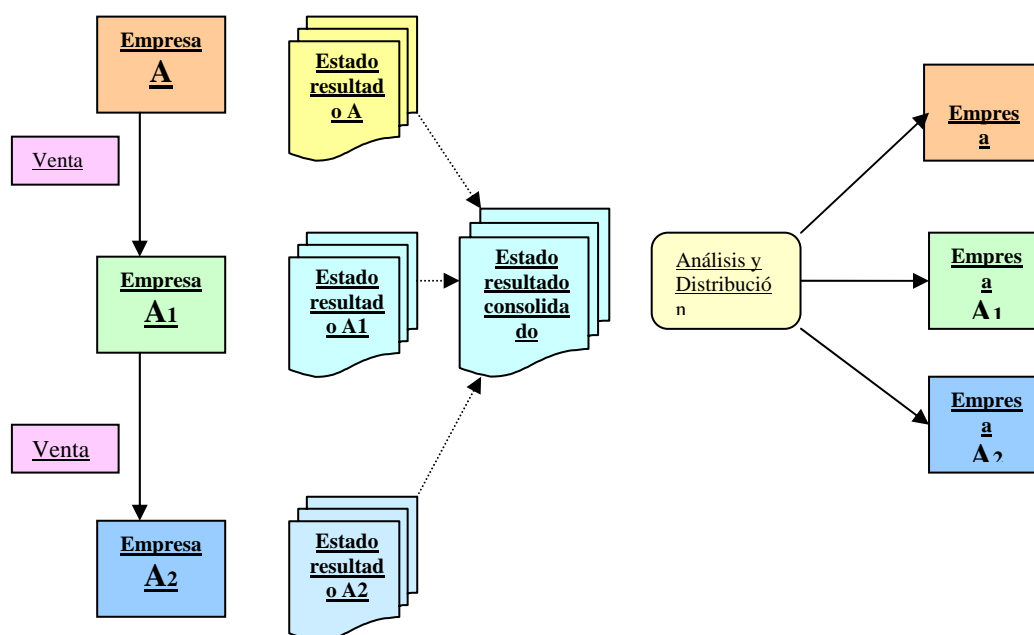 Empresa
A
Venta
Empresa
A1
Venta
Empresa
A2
Estado
resultad
o A
Estado
resultad
o A1
Estado
resultad
o A2
Estado
resultado
consolida
do
Análisis y
Distribució
n
Empres
a
Empres
a
A1
Empres
a
A2